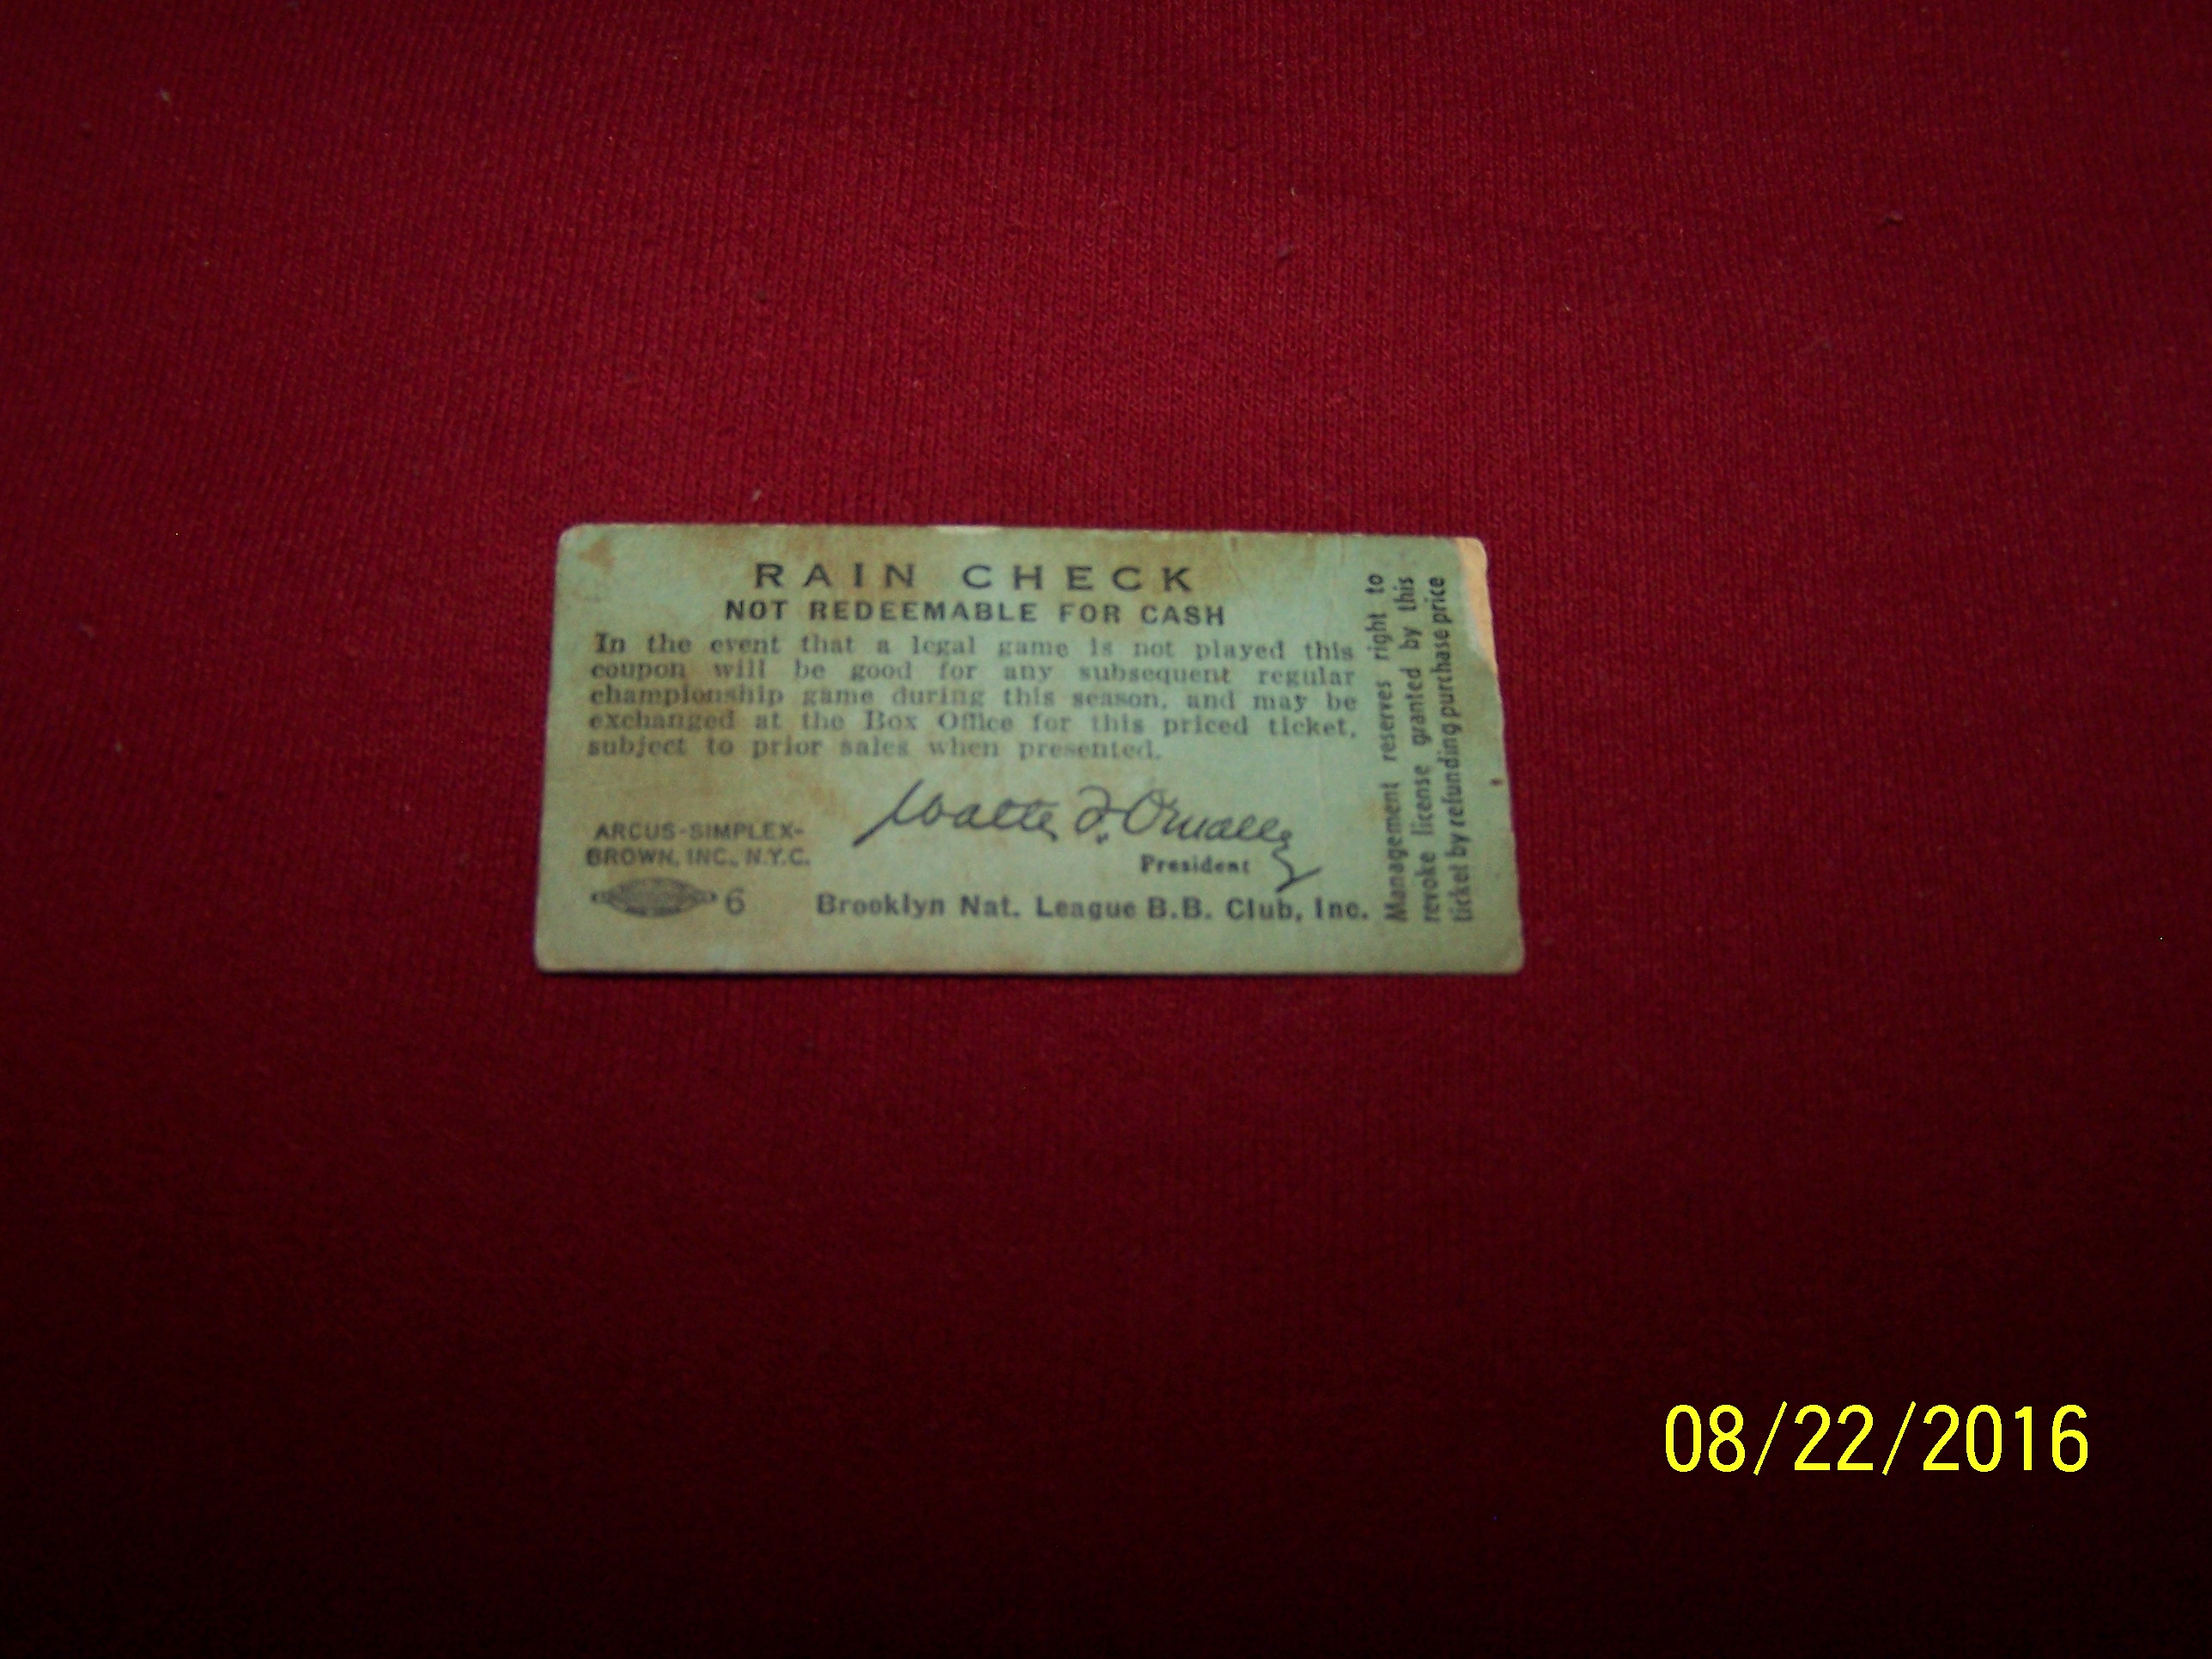 RAIN CHECK
NOT REDEEMABLE FOR CASH
In the event that a legal game is not played this
coupon will be good for any subsequent regular
championship game during this season, and may be
exchanged at the Box Office for this priced ticket,
subject to prior sales when presented.
ARCUS-SIMPLEX-
BROWN, INC., N.Y.C.
6
Walter F. O'Malley
President
Brooklyn Nat. League B.B. Club, Inc.
Management reserves right to
revoke license granted by this
ticket by refunding purchase price
08/22/2016